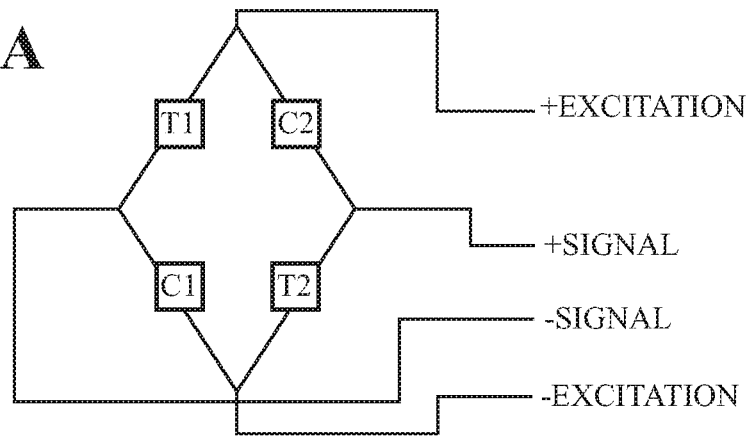 A
T1 C2
+EXCITATION
+SIGNAL
C1 T2
-SIGNAL
-EXCITATION